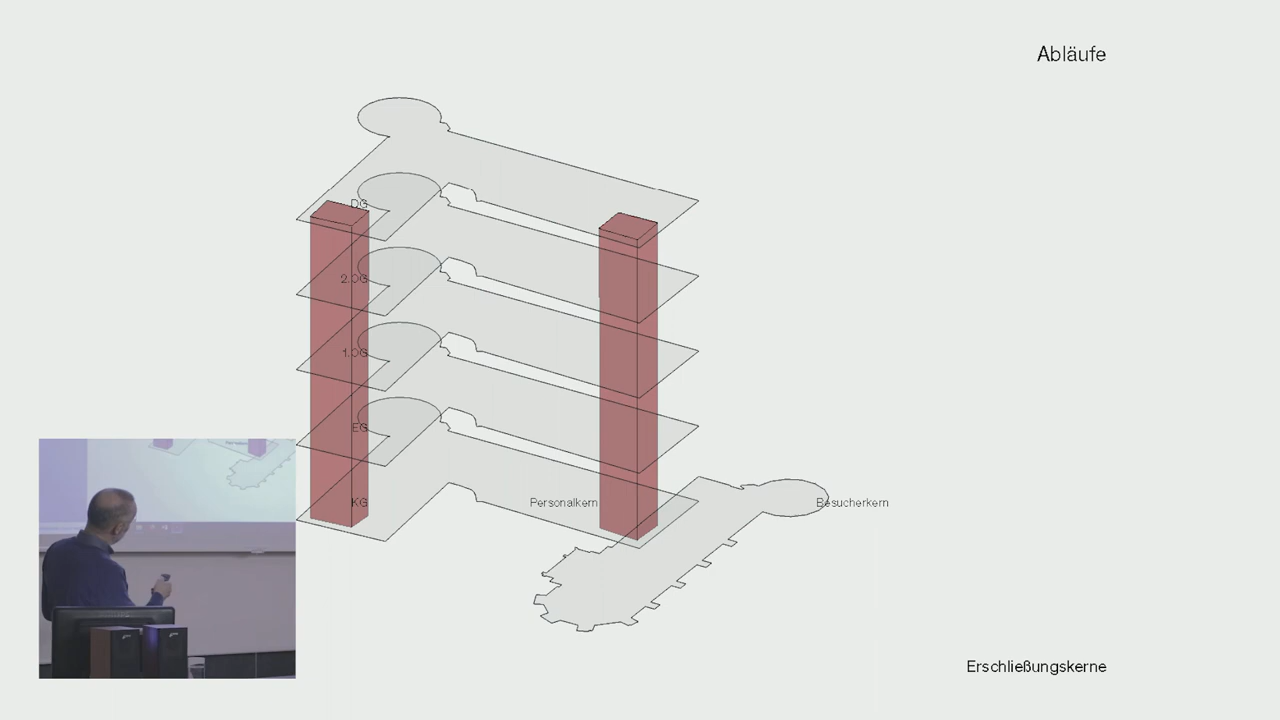 Abläufe
DG
2.OG
1.OG
EG
KG
Personalkern
Besucherkern
Erschließungskerne